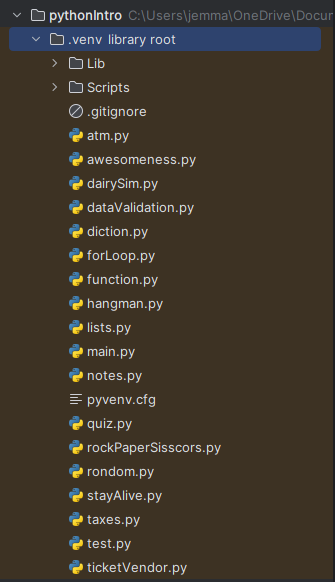 pythonIntro C:\Users\jemma\OneDrive\Docur
.venv library root
Lib
Scripts
.gitignore
atm.py
awesomeness.py
dairySim.py
dataValidation.py
diction.py
forLoop.py
function.py
hangman.py
lists.py
main.py
notes.py
pyvenv.cfg
quiz.py
rockPaperSisscors.py
rondom.py
stayAlive.py
taxes.py
test.py
ticketVendor.py